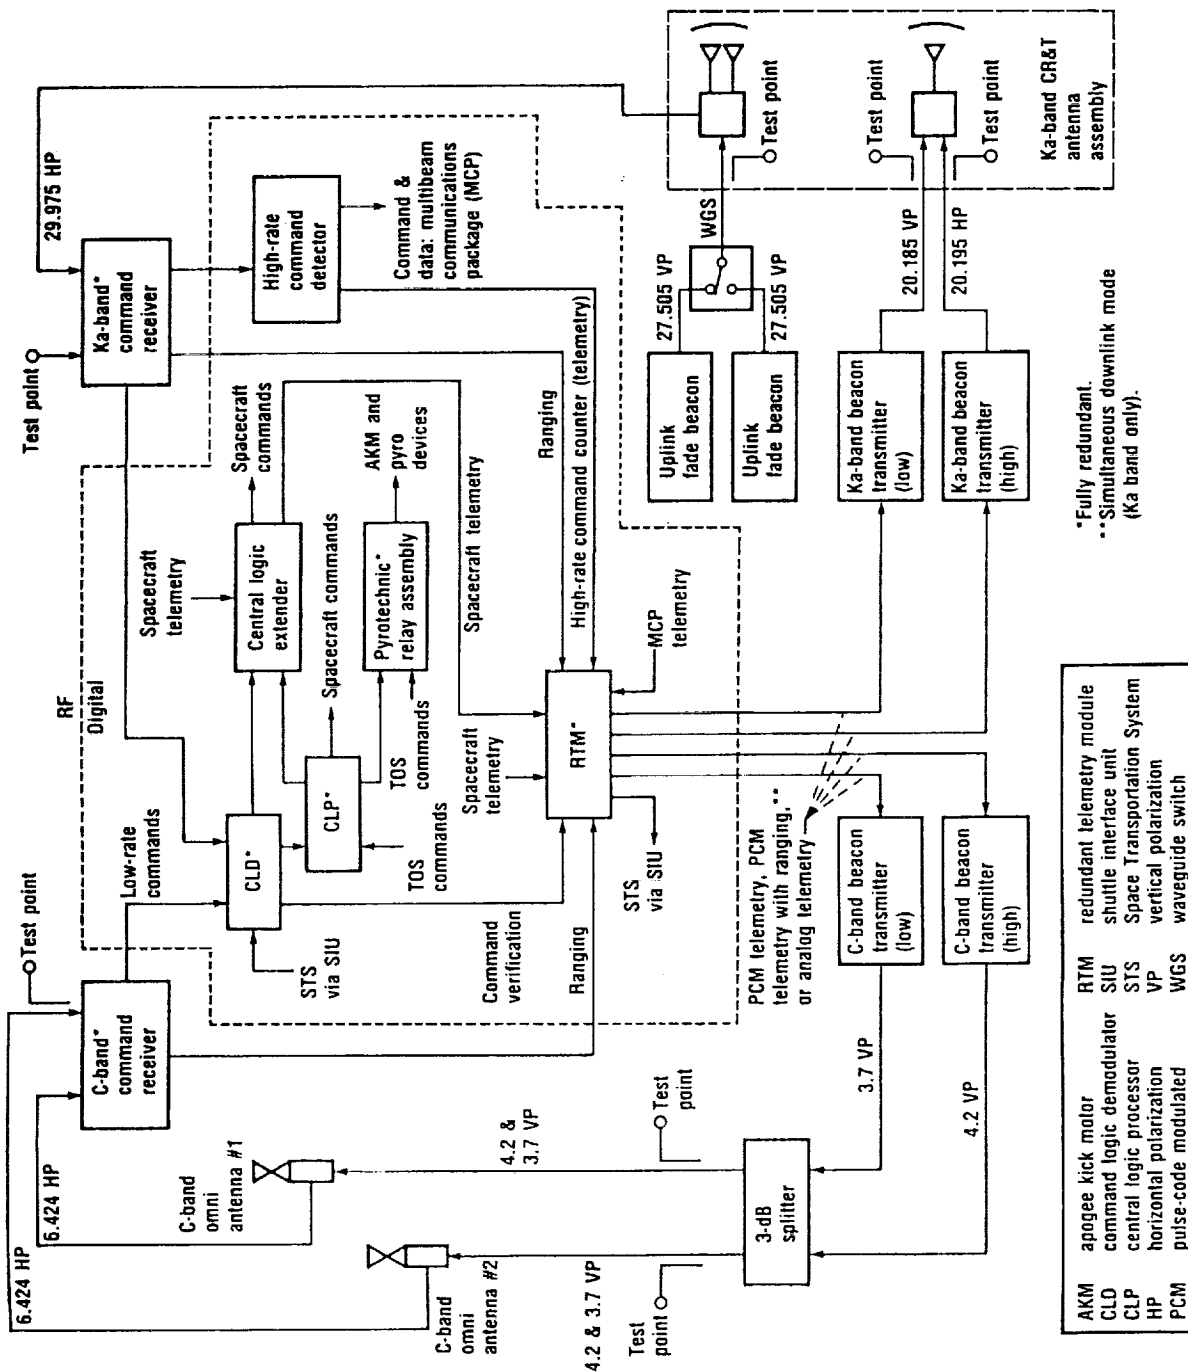 6.424 HP
6.424 HP
C-band
omni
antenna #1
C-band
omni
antenna #2
C-band*
command
receiver
Test point
Low-rate
commands
RF
Digital
STS
via SIU
CLD*
CLP*
TOS
commands
TOS
commands
Spacecraft
telemetry
Central logic
extender
Spacecraft
commands
Spacecraft commands
Pyrotechnic*
relay assembly
AKM and
pyro
devices
Test point
Ka-band*
command
receiver
29.975 HP
High-rate
command
detector
Command &
data: multibeam
communications
package (MCP)
Command
verification
Ranging
Spacecraft
telemetry
Spacecraft telemetry
Ranging
High-rate command counter (telemetry)
RTM*
STS
via SIU
MCP
telemetry
PCM telemetry, PCM
telemetry with ranging,**
or analog telemetry
4.2 &
3.7 VP
4.2 & 3.7 VP
Test
point
Test
point
3-dB
splitter
3.7 VP
4.2 VP
C-band beacon
transmitter
(low)
C-band beacon
transmitter
(high)
Uplink
fade beacon
Uplink
fade beacon
27.505 VP
27.505 VP
WGS
Ka-band beacon
transmitter
(low)
Ka-band beacon
transmitter
(high)
20.185 VP
20.195 HP
Test point
Test point
Test point
Ka-band CR&T
antenna
assembly
*Fully redundant.
**Simultaneous downlink mode
(Ka band only).
AKM apogee kick motor
CLD command logic demodulator
CLP central logic processor
HP horizontal polarization
PCM pulse-code modulated
RTM redundant telemetry module
SIU shuttle interface unit
STS Space Transportation System
VP vertical polarization
WGS waveguide switch